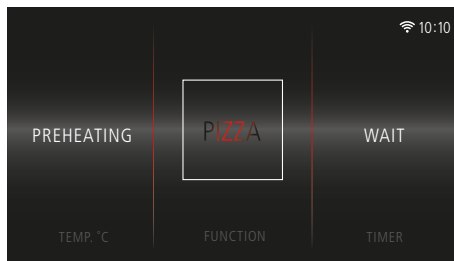 10:10
PREHEATING
PIZZA
WAIT
TEMP. °C
FUNCTION
TIMER